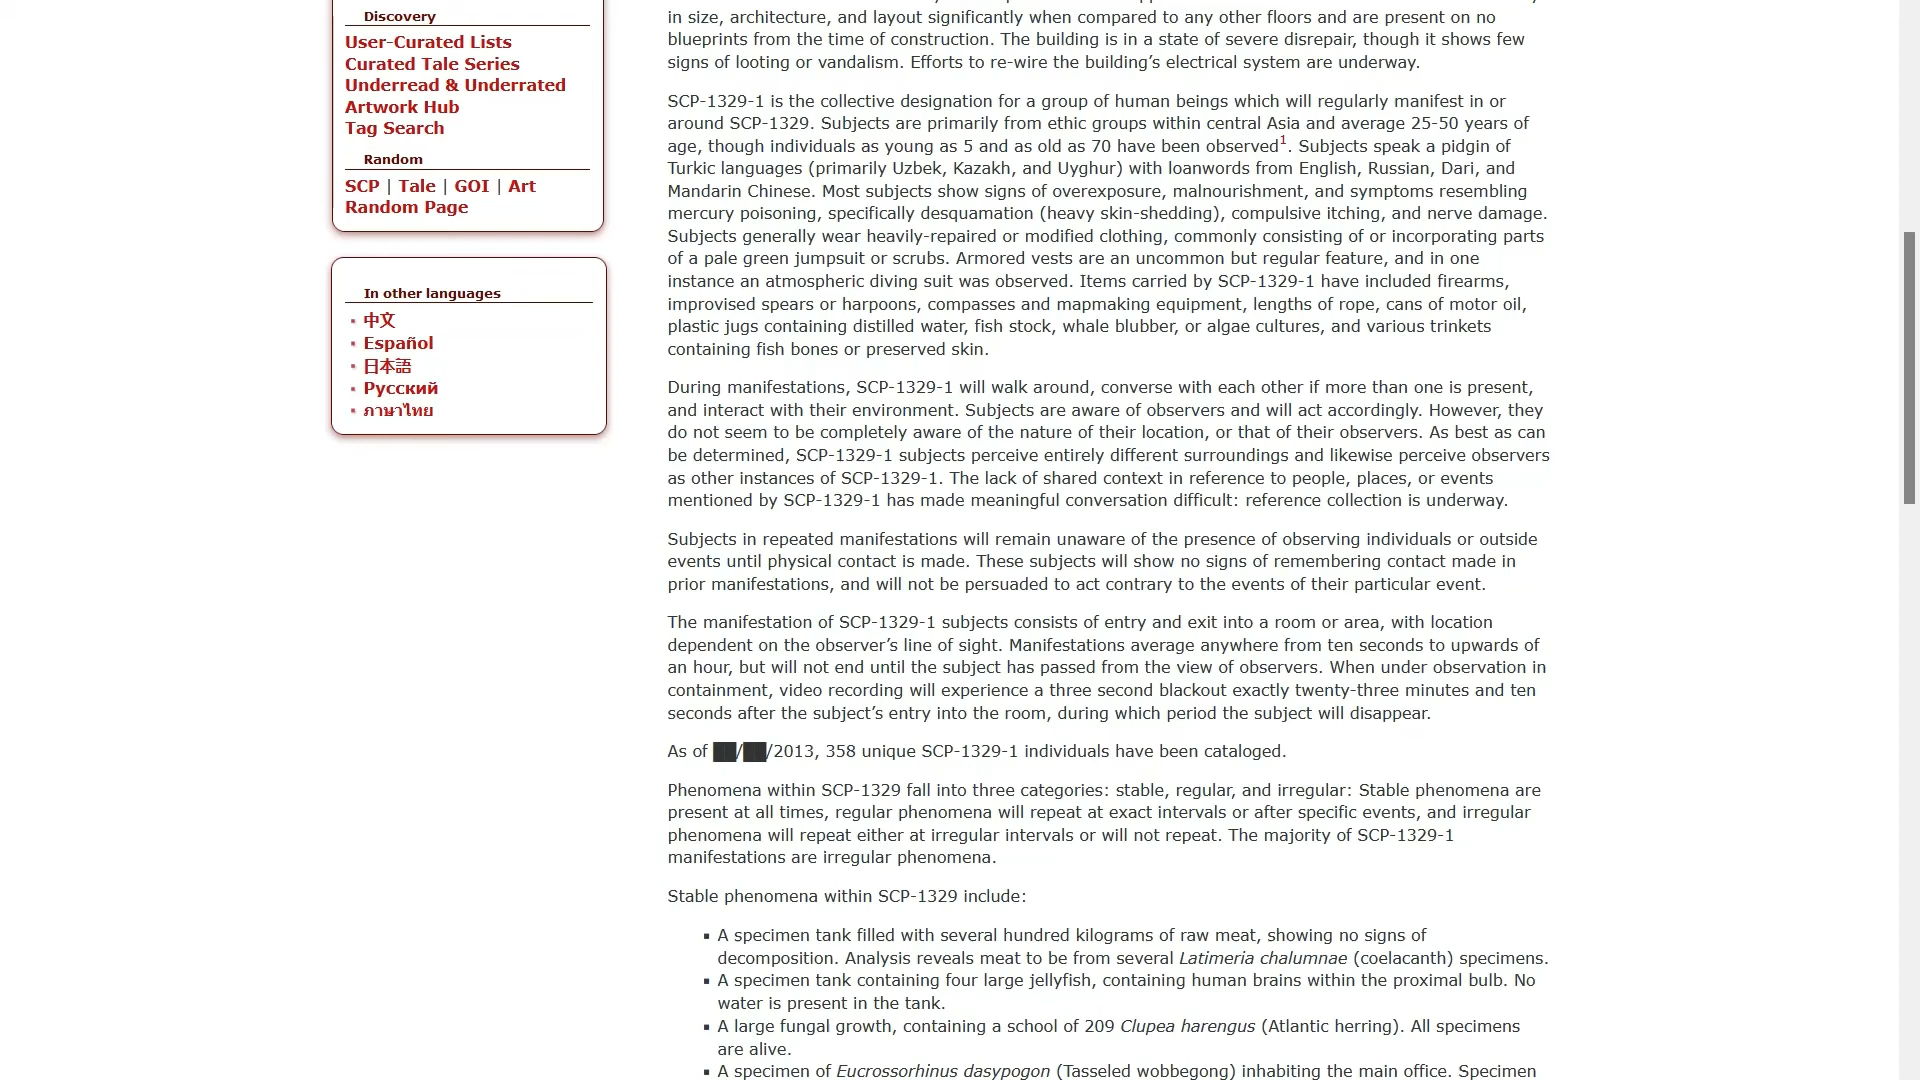 Discovery
User-Curated Lists
Curated Tale Series
Underread & Underrated
Artwork Hub
Tag Search
Random
SCP | Tale | GOI | Art
Random Page
In other languages
中文
Español
日本語
Русский
ภาษาไทย
in size, architecture, and layout significantly when compared to any other floors and are present on no
blueprints from the time of construction. The building is in a state of severe disrepair, though it shows few
signs of looting or vandalism. Efforts to re-wire the building’s electrical system are underway.
SCP-1329-1 is the collective designation for a group of human beings which will regularly manifest in or
around SCP-1329. Subjects are primarily from ethic groups within central Asia and average 25-50 years of
age, though individuals as young as 5 and as old as 70 have been observed1. Subjects speak a pidgin of
Turkic languages (primarily Uzbek, Kazakh, and Uyghur) with loanwords from English, Russian, Dari, and
Mandarin Chinese. Most subjects show signs of overexposure, malnourishment, and symptoms resembling
mercury poisoning, specifically desquamation (heavy skin-shedding), compulsive itching, and nerve damage.
Subjects generally wear heavily-repaired or modified clothing, commonly consisting of or incorporating parts
of a pale green jumpsuit or scrubs. Armored vests are an uncommon but regular feature, and in one
instance an atmospheric diving suit was observed. Items carried by SCP-1329-1 have included firearms,
improvised spears or harpoons, compasses and mapmaking equipment, lengths of rope, cans of motor oil,
plastic jugs containing distilled water, fish stock, whale blubber, or algae cultures, and various trinkets
containing fish bones or preserved skin.
During manifestations, SCP-1329-1 will walk around, converse with each other if more than one is present,
and interact with their environment. Subjects are aware of observers and will act accordingly. However, they
do not seem to be completely aware of the nature of their location, or that of their observers. As best as can
be determined, SCP-1329-1 subjects perceive entirely different surroundings and likewise perceive observers
as other instances of SCP-1329-1. The lack of shared context in reference to people, places, or events
mentioned by SCP-1329-1 has made meaningful conversation difficult: reference collection is underway.
Subjects in repeated manifestations will remain unaware of the presence of observing individuals or outside
events until physical contact is made. These subjects will show no signs of remembering contact made in
prior manifestations, and will not be persuaded to act contrary to the events of their particular event.
The manifestation of SCP-1329-1 subjects consists of entry and exit into a room or area, with location
dependent on the observer’s line of sight. Manifestations average anywhere from ten seconds to upwards of
an hour, but will not end until the subject has passed from the view of observers. When under observation in
containment, video recording will experience a three second blackout exactly twenty-three minutes and ten
seconds after the subject’s entry into the room, during which period the subject will disappear.
As of ██/██/2013, 358 unique SCP-1329-1 individuals have been cataloged.
Phenomena within SCP-1329 fall into three categories: stable, regular, and irregular: Stable phenomena are
present at all times, regular phenomena will repeat at exact intervals or after specific events, and irregular
phenomena will repeat either at irregular intervals or will not repeat. The majority of SCP-1329-1
manifestations are irregular phenomena.
Stable phenomena within SCP-1329 include:
A specimen tank filled with several hundred kilograms of raw meat, showing no signs of
decomposition. Analysis reveals meat to be from several Latimeria chalumnae (coelacanth) specimens.
A specimen tank containing four large jellyfish, containing human brains within the proximal bulb. No
water is present in the tank.
A large fungal growth, containing a school of 209 Clupea harengus (Atlantic herring). All specimens
are alive.
A specimen of Eucrossorhinus dasypogon (Tasseled wobbegong) inhabiting the main office. Specimen